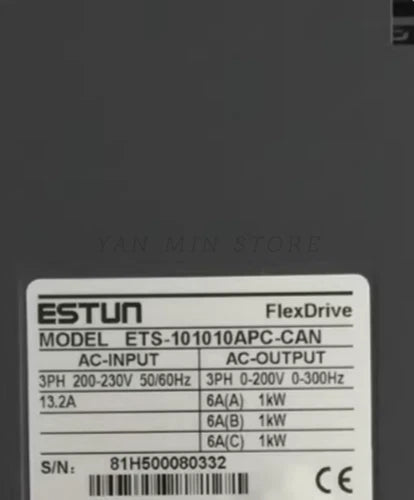 YAN MIN STORE
ESTUN FlexDrive
MODEL ETS-101010APC-CAN
AC-INPUT AC-OUTPUT
3PH 200-230V 50/60Hz 3PH 0-200V 0-300Hz
13.2A 6A(A) 1kW
6A(B) 1kW
6A(C) 1kW
S/N: 81H500080332
CE